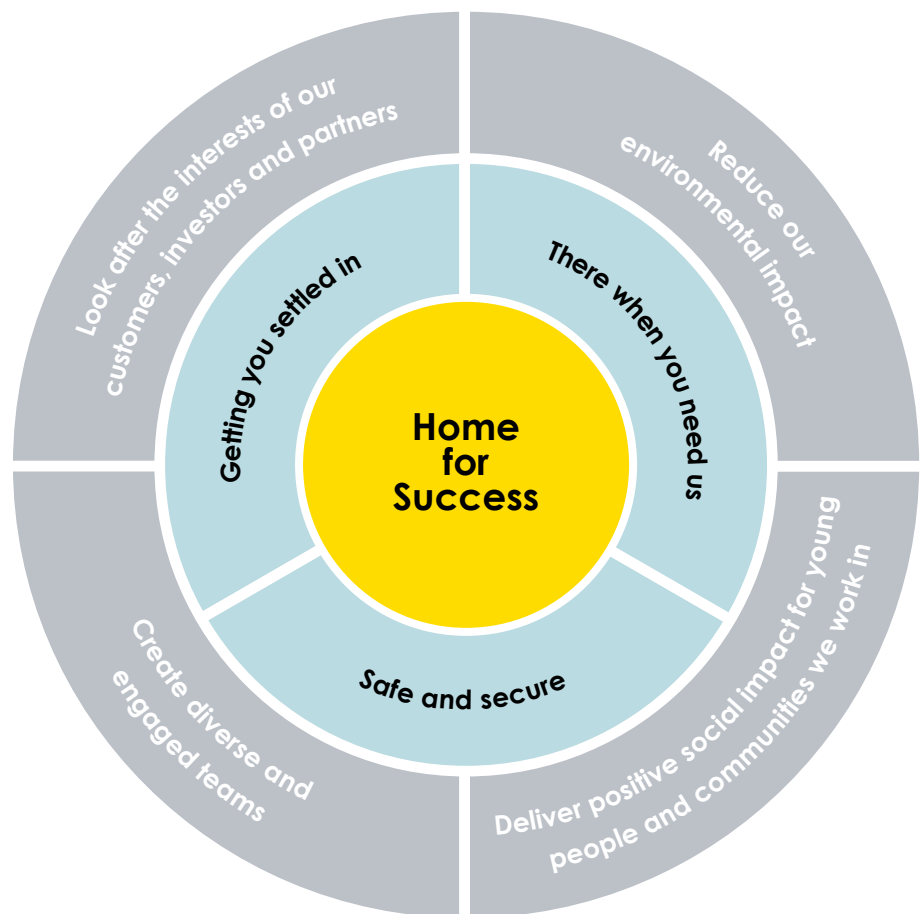 Look after the interests of our
customers, investors and partners
Reduce our
environmental impact
Getting you settled in
There when you need us
Home
for
Success
Safe and secure
Create diverse and
engaged teams
Deliver positive social impact for young
people and communities we work in